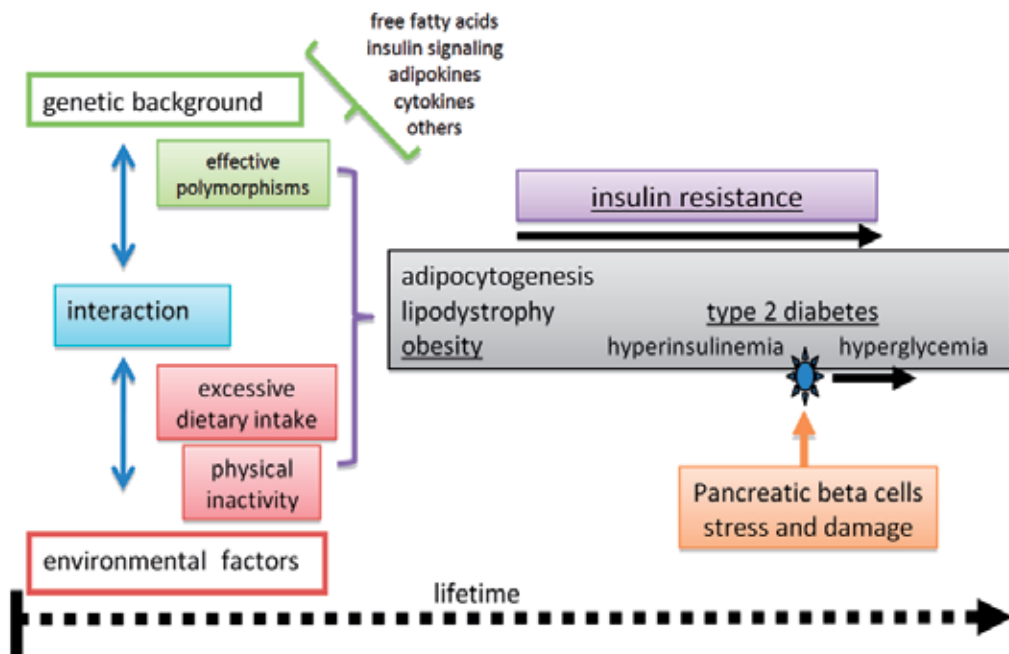 free fatty acids
insulin signaling
adipokines
cytokines
others
genetic background
effective
polymorphisms
interaction
excessive
dietary intake
physical
inactivity
environmental factors
insulin resistance
adipocytogenesis
lipodystrophy
obesity
type 2 diabetes
hyperinsulinemia
hyperglycemia
Pancreatic beta cells
stress and damage
lifetime